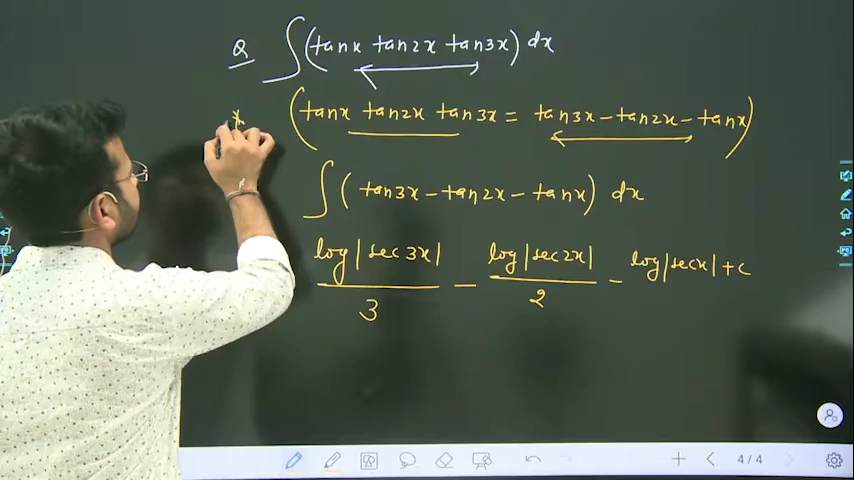 Q ∫(tanx tan2x tan3x) dx
* (tanx tan2x tan3x = tan3x - tan2x - tanx)
∫( tan3x - tan2x - tanx) dx
log|sec3x|/3 - log|sec2x|/2 - log|secx| + c
4/4